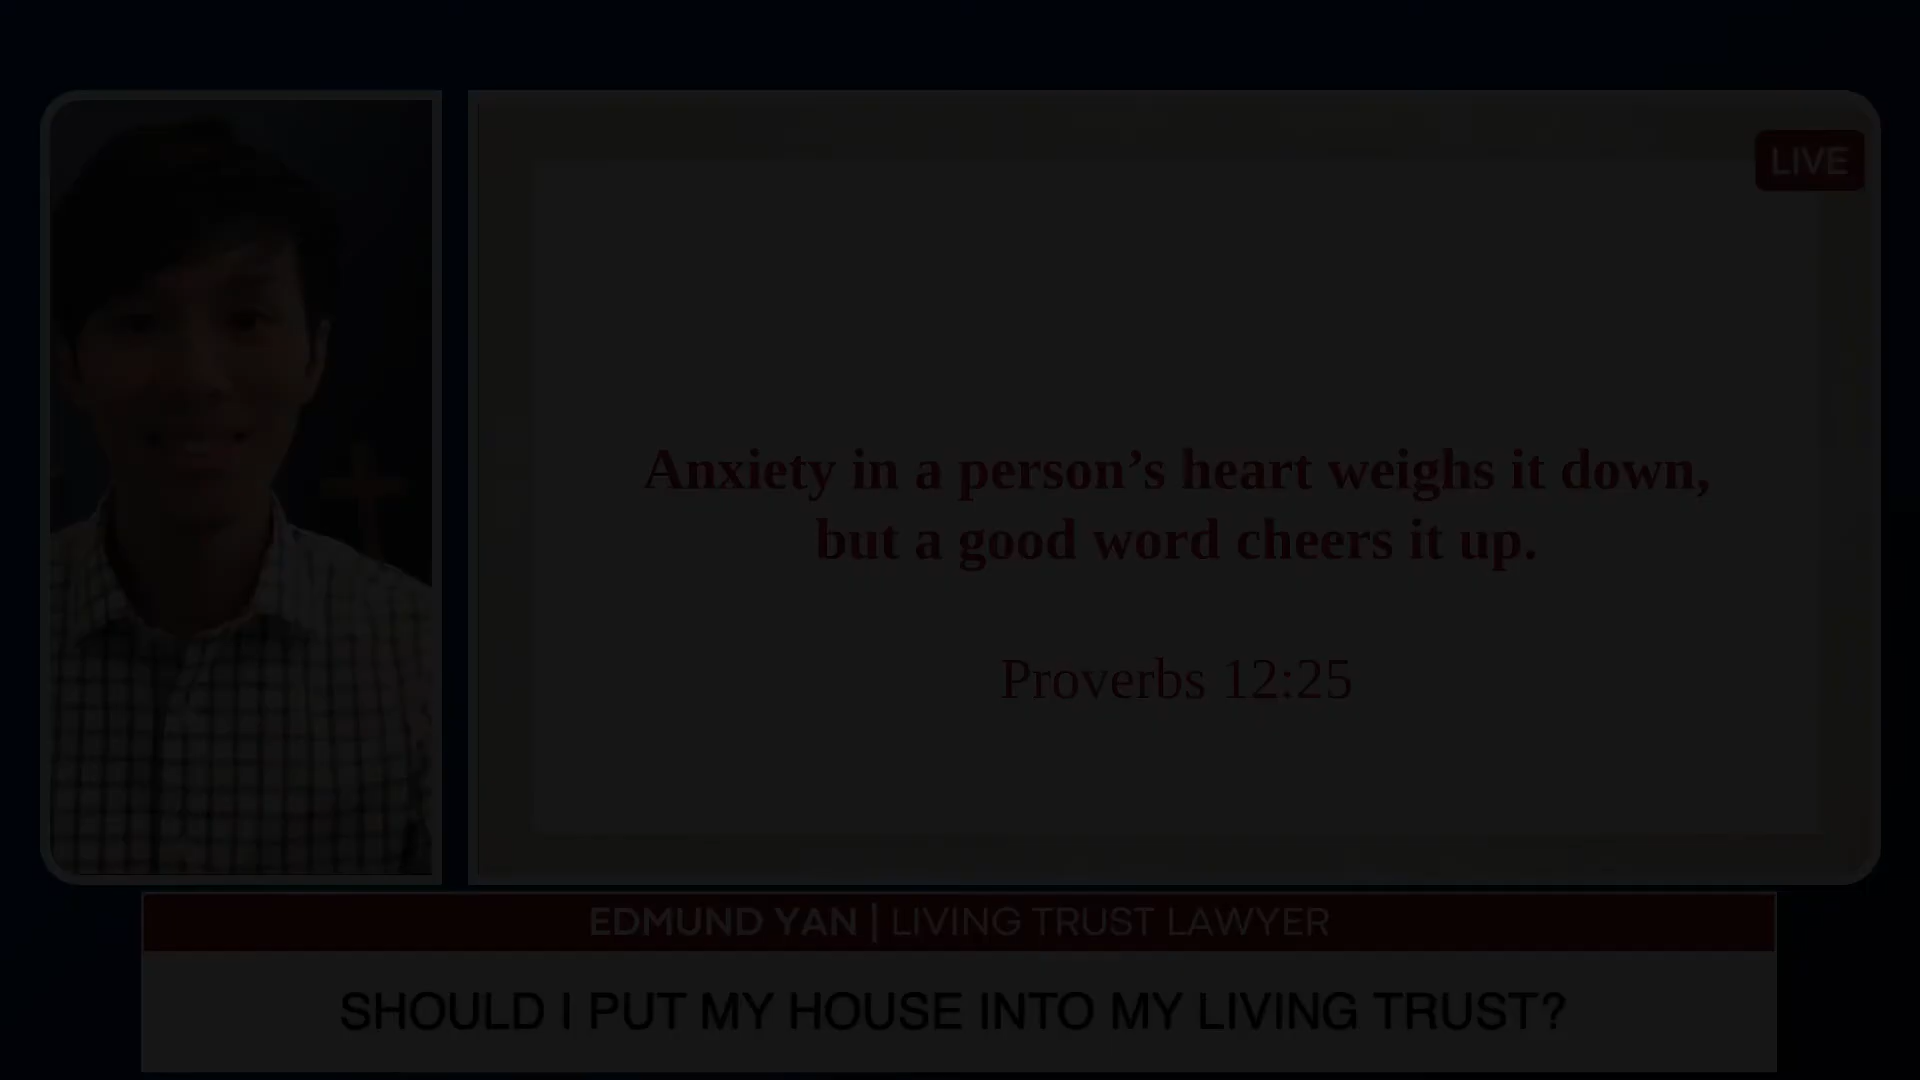 LIVE
Anxiety in a person’s heart weighs it down,
but a good word cheers it up.
Proverbs 12:25
EDMUND YAN | LIVING TRUST LAWYER
SHOULD I PUT MY HOUSE INTO MY LIVING TRUST?